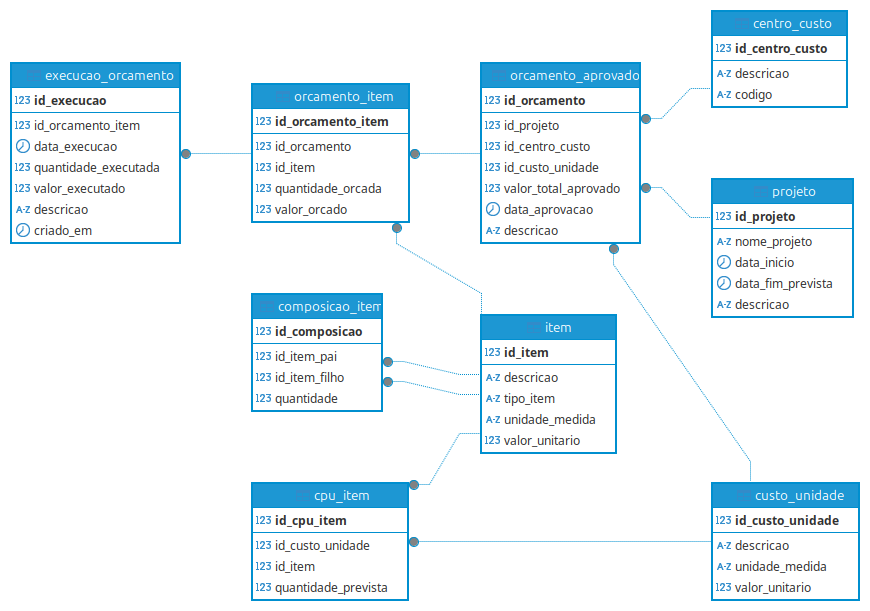 centro_custo
123 id_centro_custo
A-Z descricao
A-Z codigo
execucao_orcamento
123 id_execucao
123 id_orcamento_item
data_execucao
123 quantidade_executada
123 valor_executado
A-Z descricao
criado_em
orcamento_item
123 id_orcamento_item
123 id_orcamento
123 id_item
123 quantidade_orcada
123 valor_orcado
orcamento_aprovado
123 id_orcamento
123 id_projeto
123 id_centro_custo
123 id_custo_unidade
123 valor_total_aprovado
data_aprovacao
A-Z descricao
projeto
123 id_projeto
A-Z nome_projeto
data_inicio
data_fim_prevista
A-Z descricao
composicao_item
123 id_composicao
123 id_item_pai
123 id_item_filho
123 quantidade
item
123 id_item
A-Z descricao
A-Z tipo_item
A-Z unidade_medida
123 valor_unitario
cpu_item
123 id_cpu_item
123 id_custo_unidade
123 id_item
123 quantidade_prevista
custo_unidade
123 id_custo_unidade
A-Z descricao
A-Z unidade_medida
123 valor_unitario